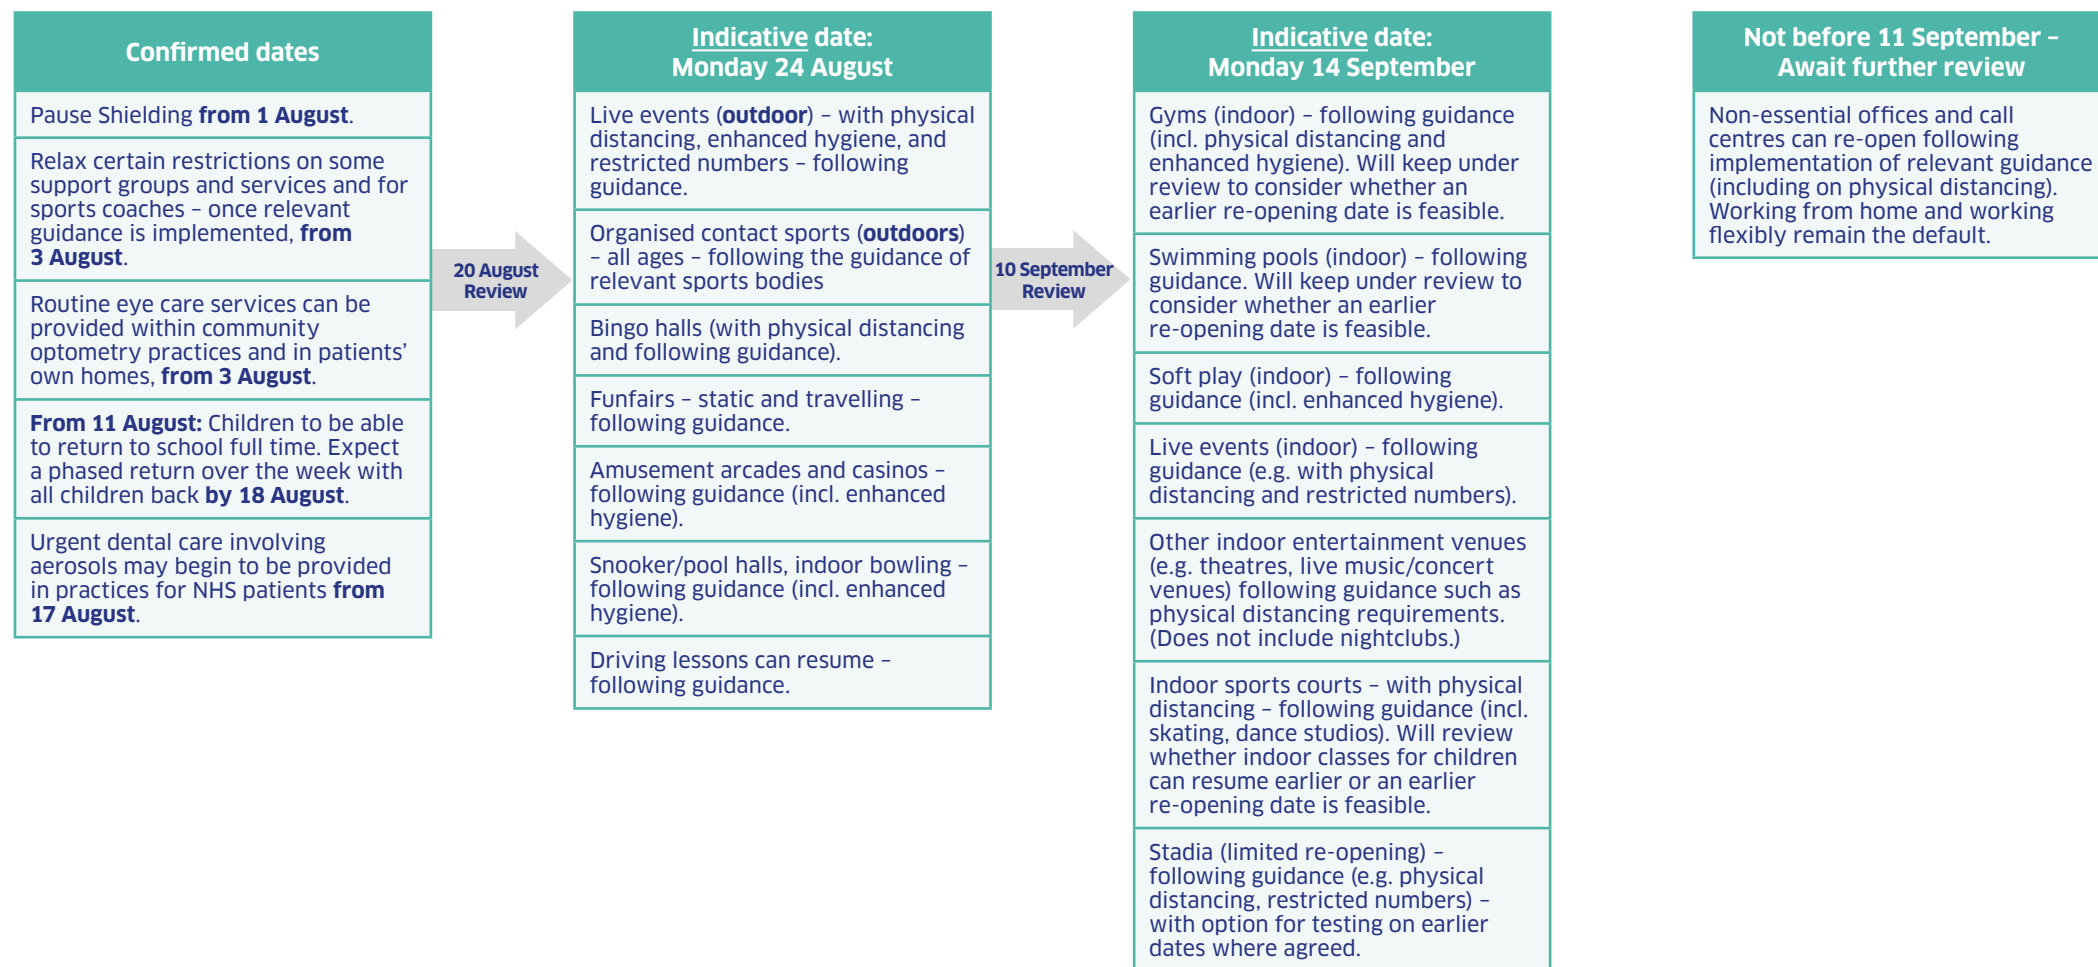 Confirmed dates
Pause Shielding from 1 August.
Relax certain restrictions on some
support groups and services and for
sports coaches – once relevant
guidance is implemented, from
3 August.
Routine eye care services can be
provided within community
optometry practices and in patients'
own homes, from 3 August.
From 11 August: Children to be able
to return to school full time. Expect
a phased return over the week with
all children back by 18 August.
Urgent dental care involving
aerosols may begin to be provided
in practices for NHS patients from
17 August.
20 August
Review
Indicative date:
Monday 24 August
Live events (outdoor) – with physical
distancing, enhanced hygiene, and
restricted numbers – following
guidance.
Organised contact sports (outdoors)
– all ages – following the guidance of
relevant sports bodies
Bingo halls (with physical distancing
and following guidance).
Funfairs – static and travelling –
following guidance.
Amusement arcades and casinos –
following guidance (incl. enhanced
hygiene).
Snooker/pool halls, indoor bowling –
following guidance (incl. enhanced
hygiene).
Driving lessons can resume –
following guidance.
10 September
Review
Indicative date:
Monday 14 September
Gyms (indoor) – following guidance
(incl. physical distancing and
enhanced hygiene). Will keep under
review to consider whether an
earlier re-opening date is feasible.
Swimming pools (indoor) – following
guidance. Will keep under review to
consider whether an earlier
re-opening date is feasible.
Soft play (indoor) – following
guidance (incl. enhanced hygiene).
Live events (indoor) – following
guidance (e.g. with physical
distancing and restricted numbers).
Other indoor entertainment venues
(e.g. theatres, live music/concert
venues) following guidance such as
physical distancing requirements.
(Does not include nightclubs.)
Indoor sports courts – with physical
distancing – following guidance (incl.
skating, dance studios). Will review
whether indoor classes for children
can resume earlier or an earlier
re-opening date is feasible.
Stadia (limited re-opening) –
following guidance (e.g. physical
distancing, restricted numbers) –
with option for testing on earlier
dates where agreed.
Not before 11 September –
Await further review
Non-essential offices and call
centres can re-open following
implementation of relevant guidance
(including on physical distancing).
Working from home and working
flexibly remain the default.